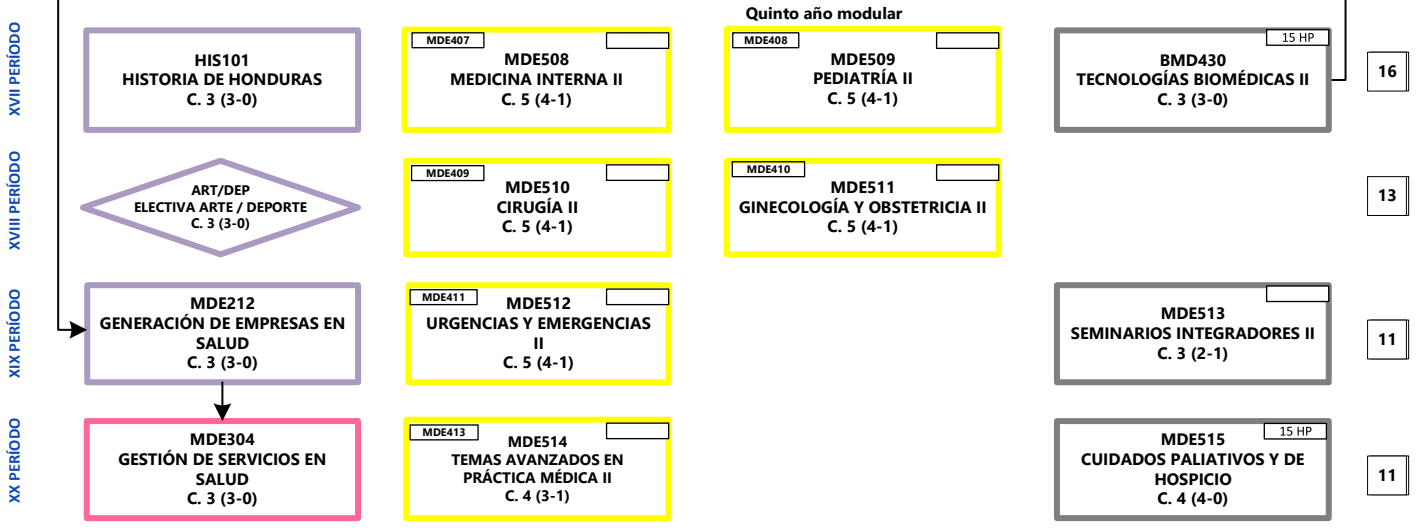 Quinto año modular
XVII PERÍODO
HIS101
HISTORIA DE HONDURAS
C. 3 (3-0)
MDE407
MDE508
MEDICINA INTERNA II
C. 5 (4-1)
MDE408
MDE509
PEDIATRÍA II
C. 5 (4-1)
15 HP
BMD430
TECNOLOGÍAS BIOMÉDICAS II
C. 3 (3-0)
16
XVIII PERÍODO
ART/DEP
ELECTIVA ARTE / DEPORTE
C. 3 (3-0)
MDE409
MDE510
CIRUGÍA II
C. 5 (4-1)
MDE410
MDE511
GINECOLOGÍA Y OBSTETRICIA II
C. 5 (4-1)
13
XIX PERÍODO
MDE212
GENERACIÓN DE EMPRESAS EN
SALUD
C. 3 (3-0)
MDE411
MDE512
URGENCIAS Y EMERGENCIAS
II
C. 5 (4-1)
MDE513
SEMINARIOS INTEGRADORES II
C. 3 (2-1)
11
XX PERÍODO
MDE304
GESTIÓN DE SERVICIOS EN
SALUD
C. 3 (3-0)
MDE413
MDE514
TEMAS AVANZADOS EN
PRÁCTICA MÉDICA II
C. 4 (3-1)
15 HP
MDE515
CUIDADOS PALIATIVOS Y DE
HOSPICIO
C. 4 (4-0)
11